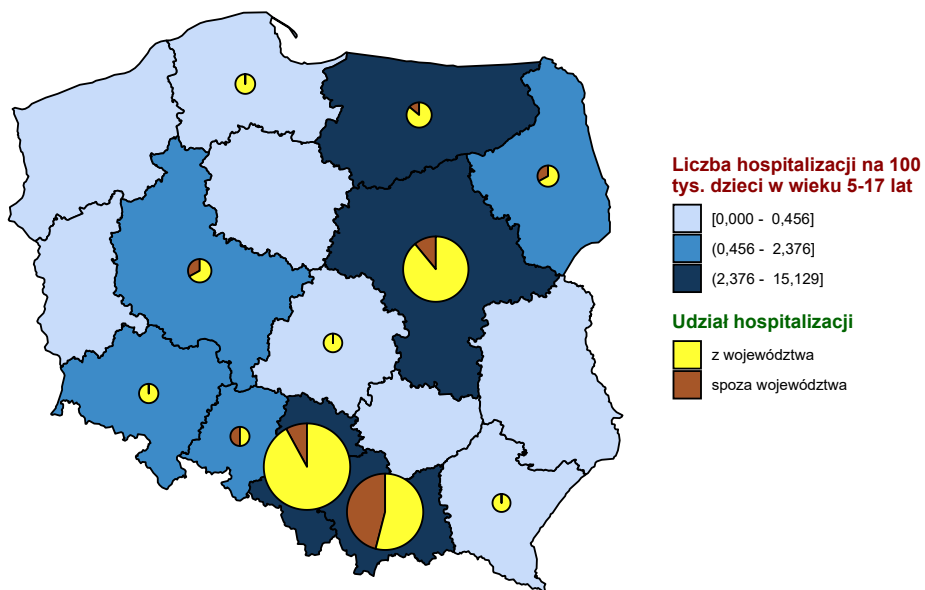 Liczba hospitalizacji na 100
tys. dzieci w wieku 5-17 lat
[0,000 - 0,456]
(0,456 - 2,376]
(2,376 - 15,129]
Udział hospitalizacji
z województwa
spoza województwa